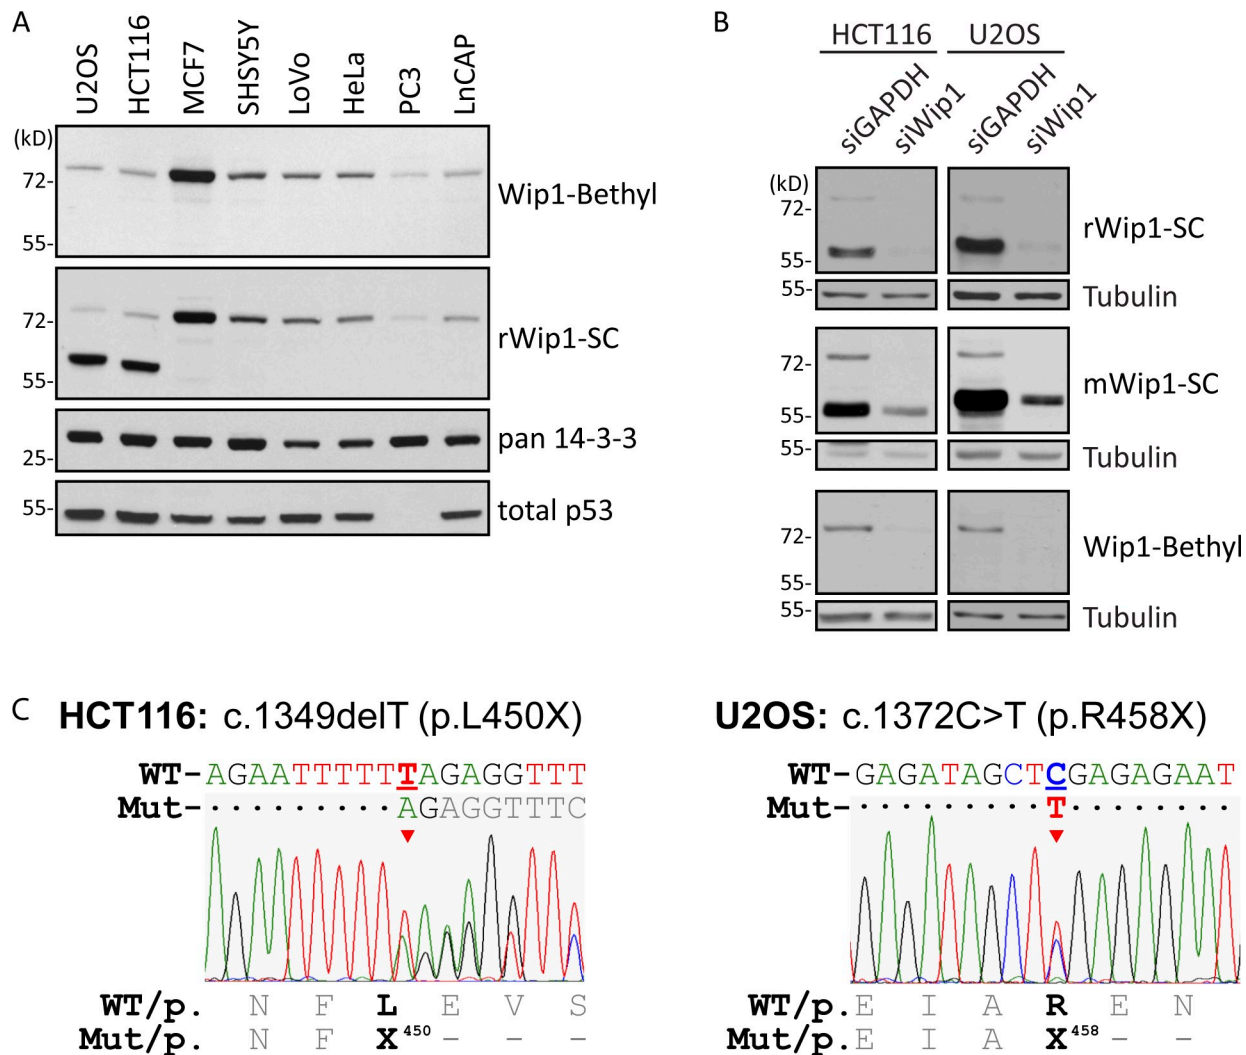 A
U2OS
HCT116
MCF7
SHSY5Y
LoVo
HeLa
PC3
LnCAP
(kD)
72-
55-
Wip1-Bethyl
72-
55-
rWip1-SC
25-
pan 14-3-3
55-
total p53
B
HCT116 U2OS
siGAPDH
siWip1
siGAPDH
siWip1
(kD)
72-
55-
rWip1-SC
55-
Tubulin
72-
55-
mWip1-SC
55-
Tubulin
72-
55-
Wip1-Bethyl
55-
Tubulin
C
HCT116: c.1349delT (p.L450X)
WT-AGAATTTTTTAGAGGTTT
Mut-·········AGAGGTTTC
WT/p. N F L E V S
Mut/p. N F X450 - - -
U2OS: c.1372C>T (p.R458X)
WT-GAGATAGCTCGAGAGAAT
Mut-·········T········
WT/p. E I A R E N
Mut/p. E I A X458 - -